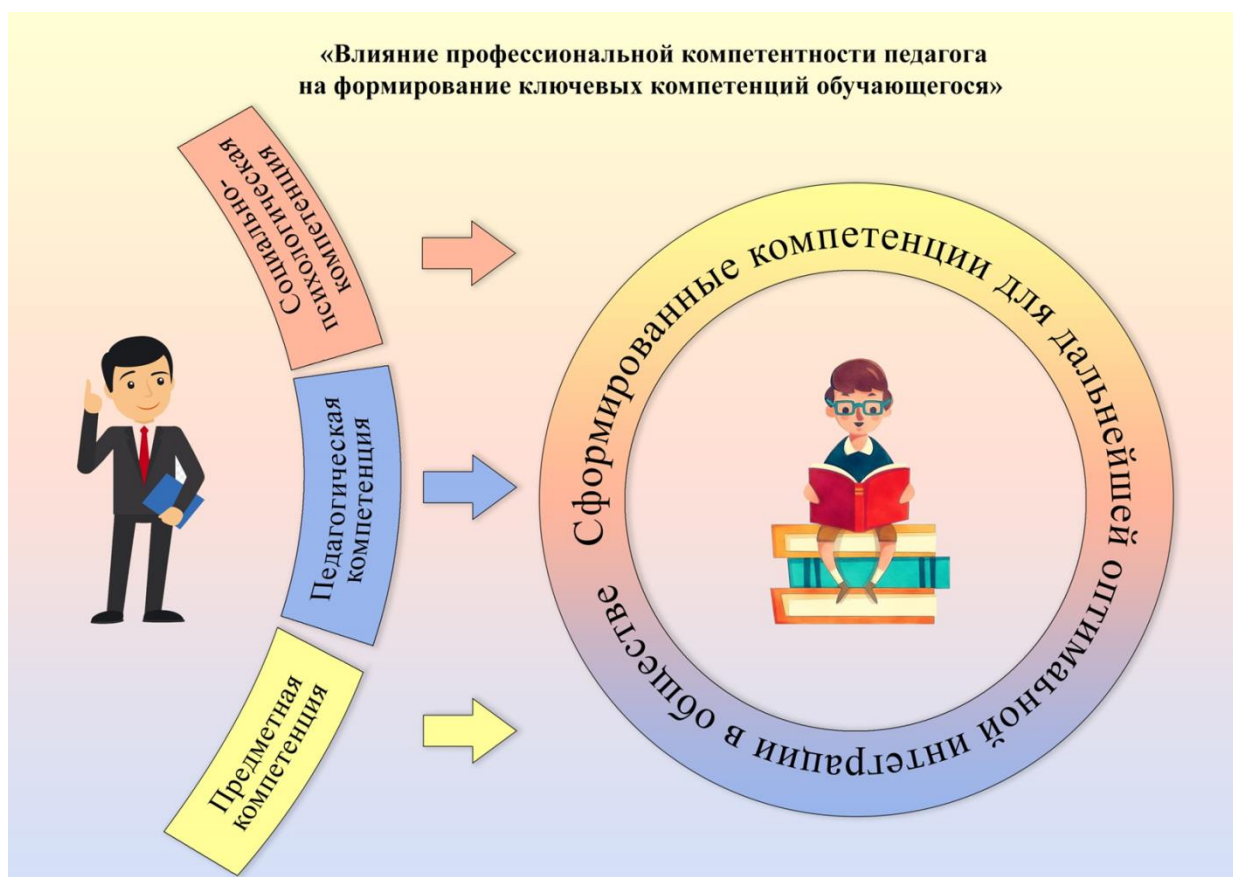 «Влияние профессиональной компетентности педагога
на формирование ключевых компетенций обучающегося»
Социально-
психологическая
компетенция
Педагогическая
компетенция
Предметная
компетенция
Сформированные компетенции для дальнейшей оптимаьной интеграции в обществе